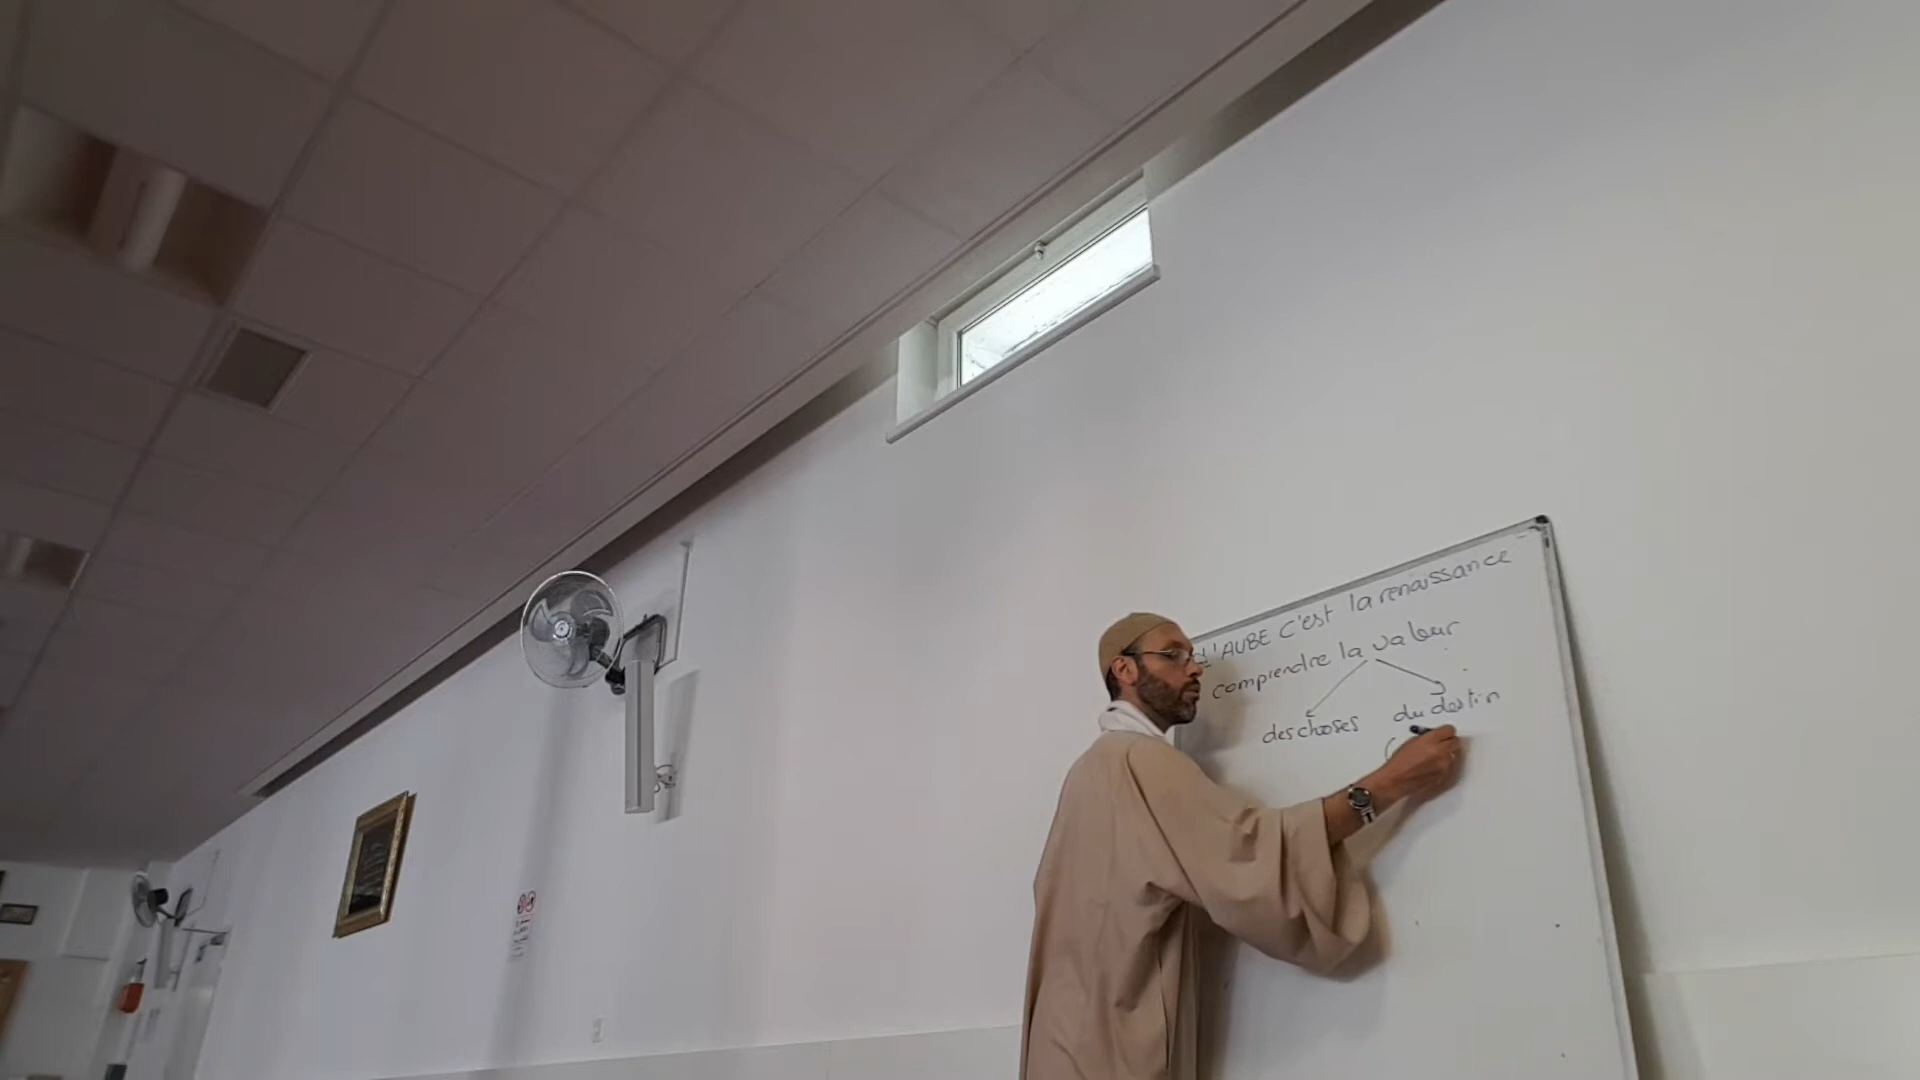 L'AUBE c'est la renaissance
comprendre la valeur
des choses du destin
(